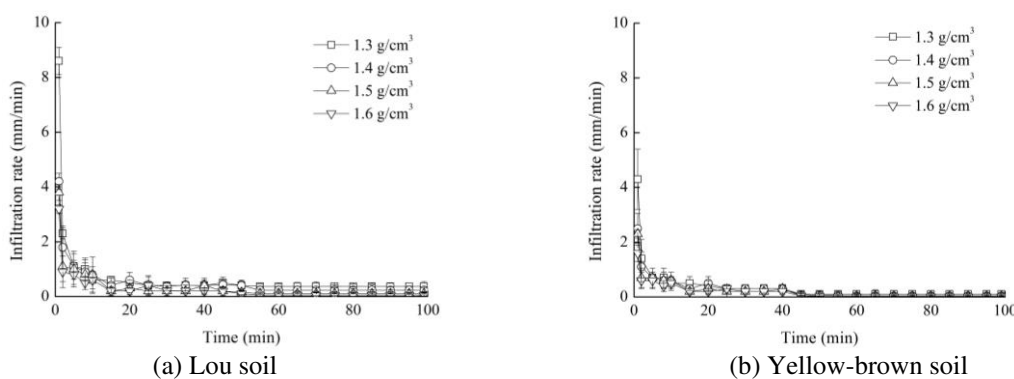 10
8
6
4
2
0
Infiltration rate (mm/min)
1.3 g/cm³
1.4 g/cm³
1.5 g/cm³
1.6 g/cm³
0 20 40 60 80 100
Time (min)
(a) Lou soil
10
8
6
4
2
0
Infiltration rate (mm/min)
1.3 g/cm³
1.4 g/cm³
1.5 g/cm³
1.6 g/cm³
0 20 40 60 80 100
Time (min)
(b) Yellow-brown soil